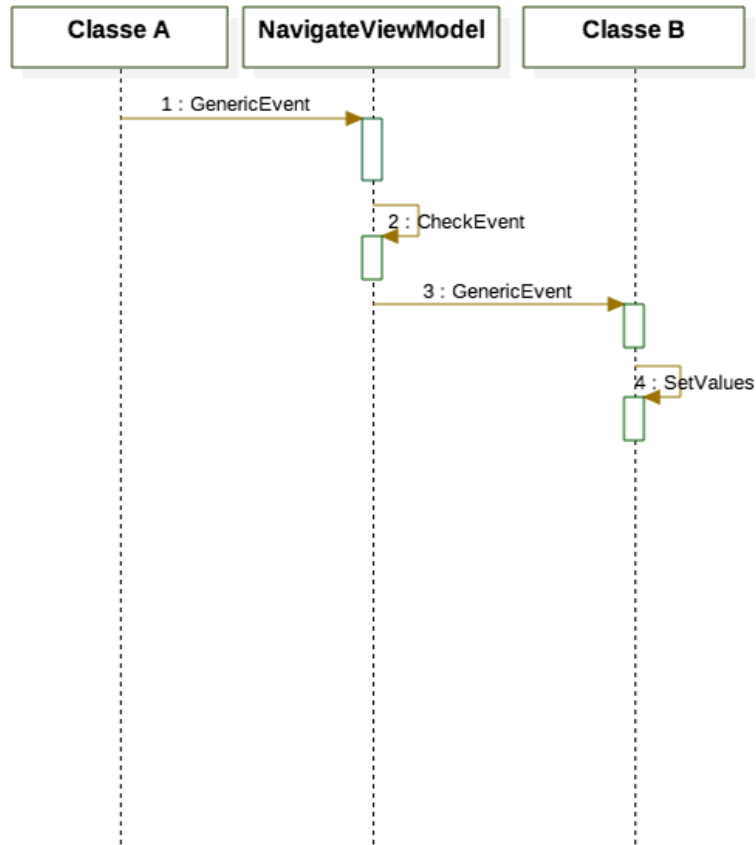 Classe A
NavigateViewModel
Classe B
1 : GenericEvent
2 : CheckEvent
3 : GenericEvent
4 : SetValues